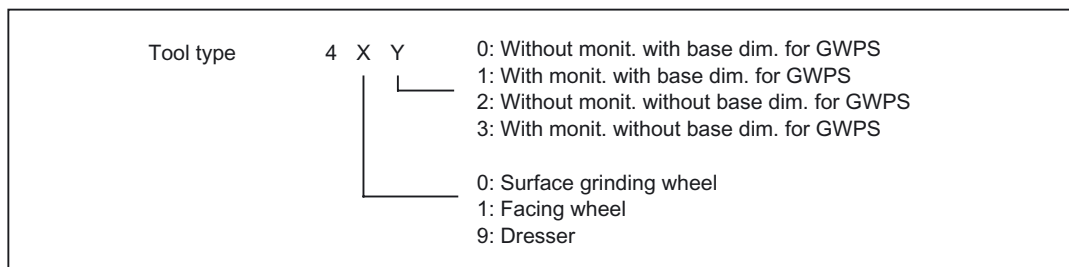 Tool type 4 X Y
0: Without monit. with base dim. for GWPS
1: With monit. with base dim. for GWPS
2: Without monit. without base dim. for GWPS
3: With monit. without base dim. for GWPS
0: Surface grinding wheel
1: Facing wheel
9: Dresser